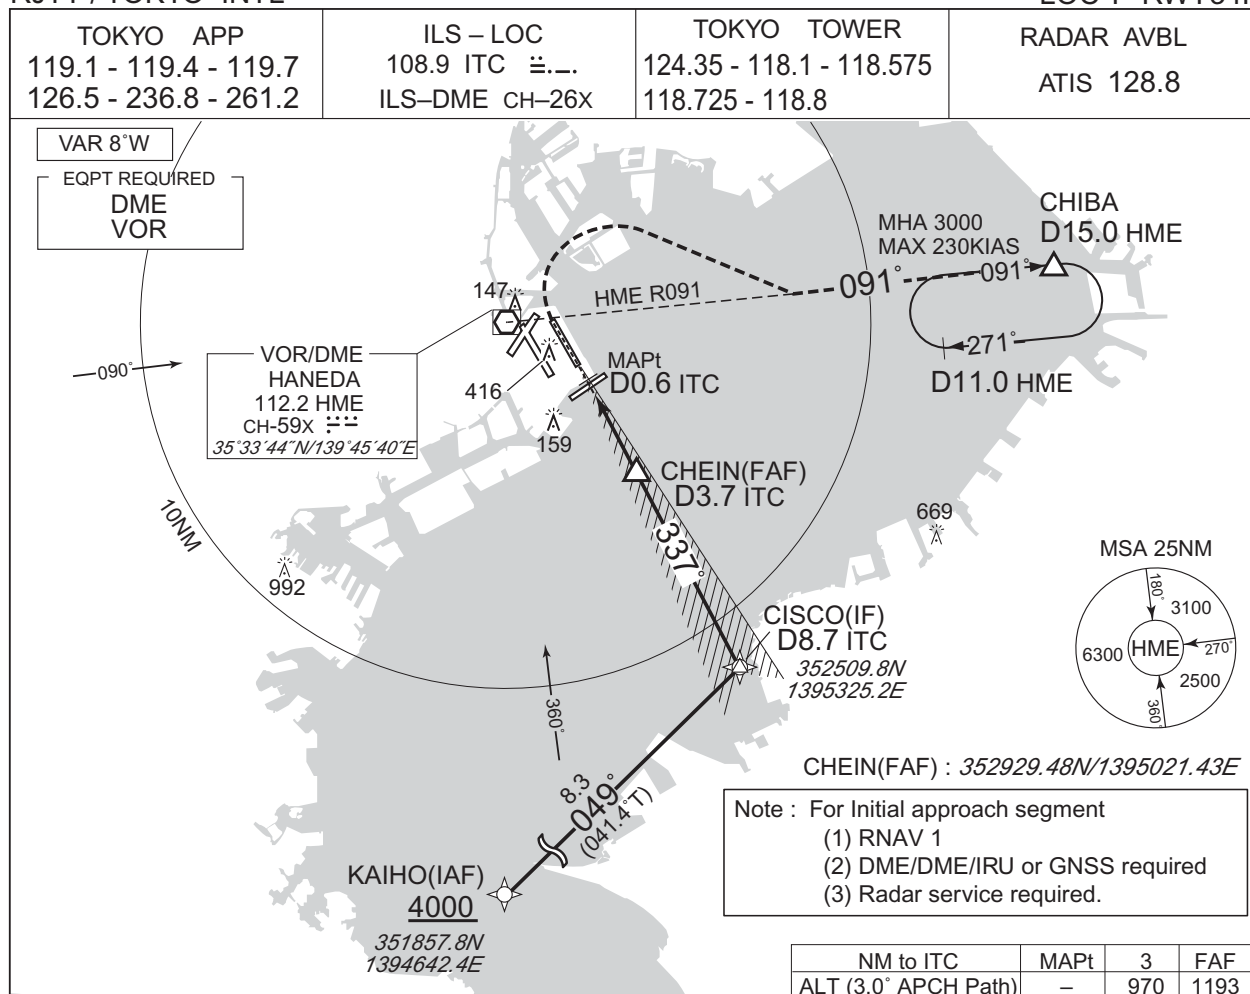 TOKYO APP
119.1 - 119.4 - 119.7
126.5 - 236.8 - 261.2
ILS – LOC
108.9 ITC
ILS–DME CH–26X
TOKYO TOWER
124.35 - 118.1 - 118.575
118.725 - 118.8
RADAR AVBL
ATIS 128.8
VAR 8°W
EQPT REQUIRED
DME
VOR
CHIBA
D15.0 HME
MHA 3000
MAX 230KIAS
091°
091°
HME R091
147
271°
D11.0 HME
090°
VOR/DME
HANEDA
112.2 HME
CH-59X
35°33´44˝N/139°45´40˝E
416
159
MAPt
D0.6 ITC
CHEIN(FAF)
D3.7 ITC
337°
10NM
992
669
MSA 25NM
180°
3100
6300
HME
270°
2500
360°
CISCO(IF)
D8.7 ITC
352509.8N
1395325.2E
360°
CHEIN(FAF) : 352929.48N/1395021.43E
8.3
049°
(041.4°T)
Note : For Initial approach segment
(1) RNAV 1
(2) DME/DME/IRU or GNSS required
(3) Radar service required.
KAIHO(IAF)
4000
351857.8N
1394642.4E
NM to ITC MAPt 3 FAF
ALT (3.0° APCH Path) – 970 1193